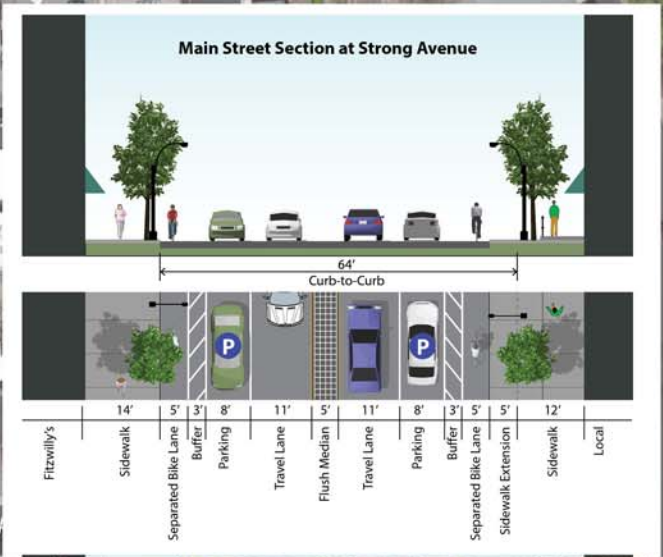 Main Street Section at Strong Avenue
64'
Curb-to-Curb
P
P
14' 5' 3' 8' 11' 5' 11' 8' 3' 5' 5' 12'
Fitzwilly's
Sidewalk
Separated Bike Lane
Buffer
Parking
Travel Lane
Flush Median
Travel Lane
Parking
Buffer
Separated Bike Lane
Sidewalk Extension
Sidewalk
Local